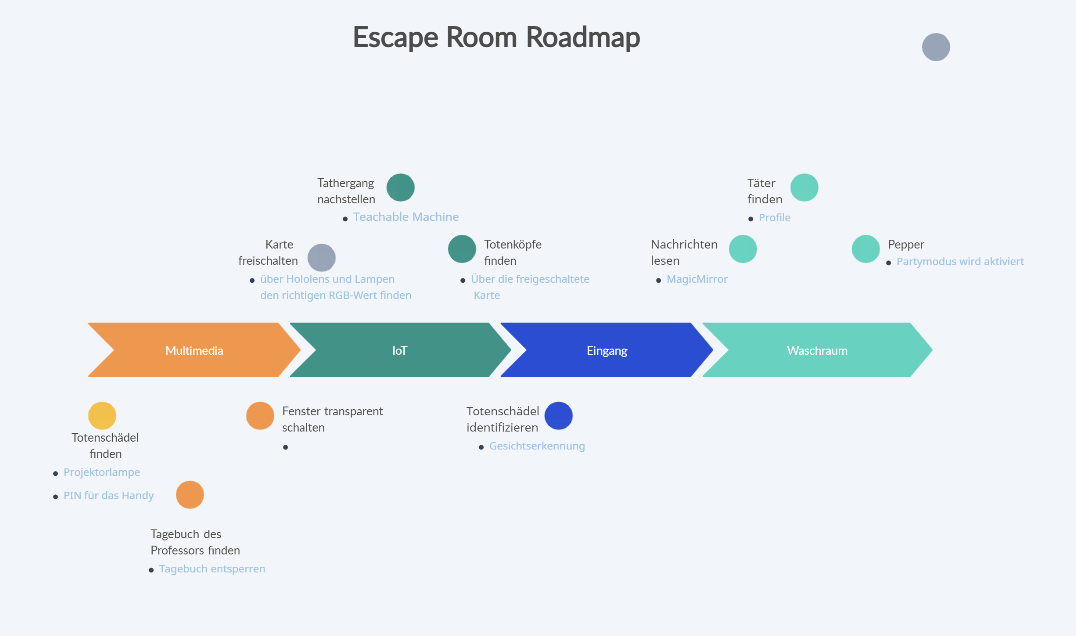 Escape Room Roadmap
Tathergang
nachstellen
• Teachable Machine
Täter
finden
• Profile
Karte
freischalten
• über Hololens und Lampen
den richtigen RGB-Wert finden
Totenköpfe
finden
• Über die freigeschaltete
Karte
Nachrichten
lesen
• MagicMirror
Pepper
• Partymodus wird aktiviert
Multimedia
IoT
Eingang
Waschraum
Totenschädel
finden
• Projektorlampe
• PIN für das Handy
Fenster transparent
schalten
•
Totenschädel
identifizieren
• Gesichtserkennung
Tagebuch des
Professors finden
• Tagebuch entsperren